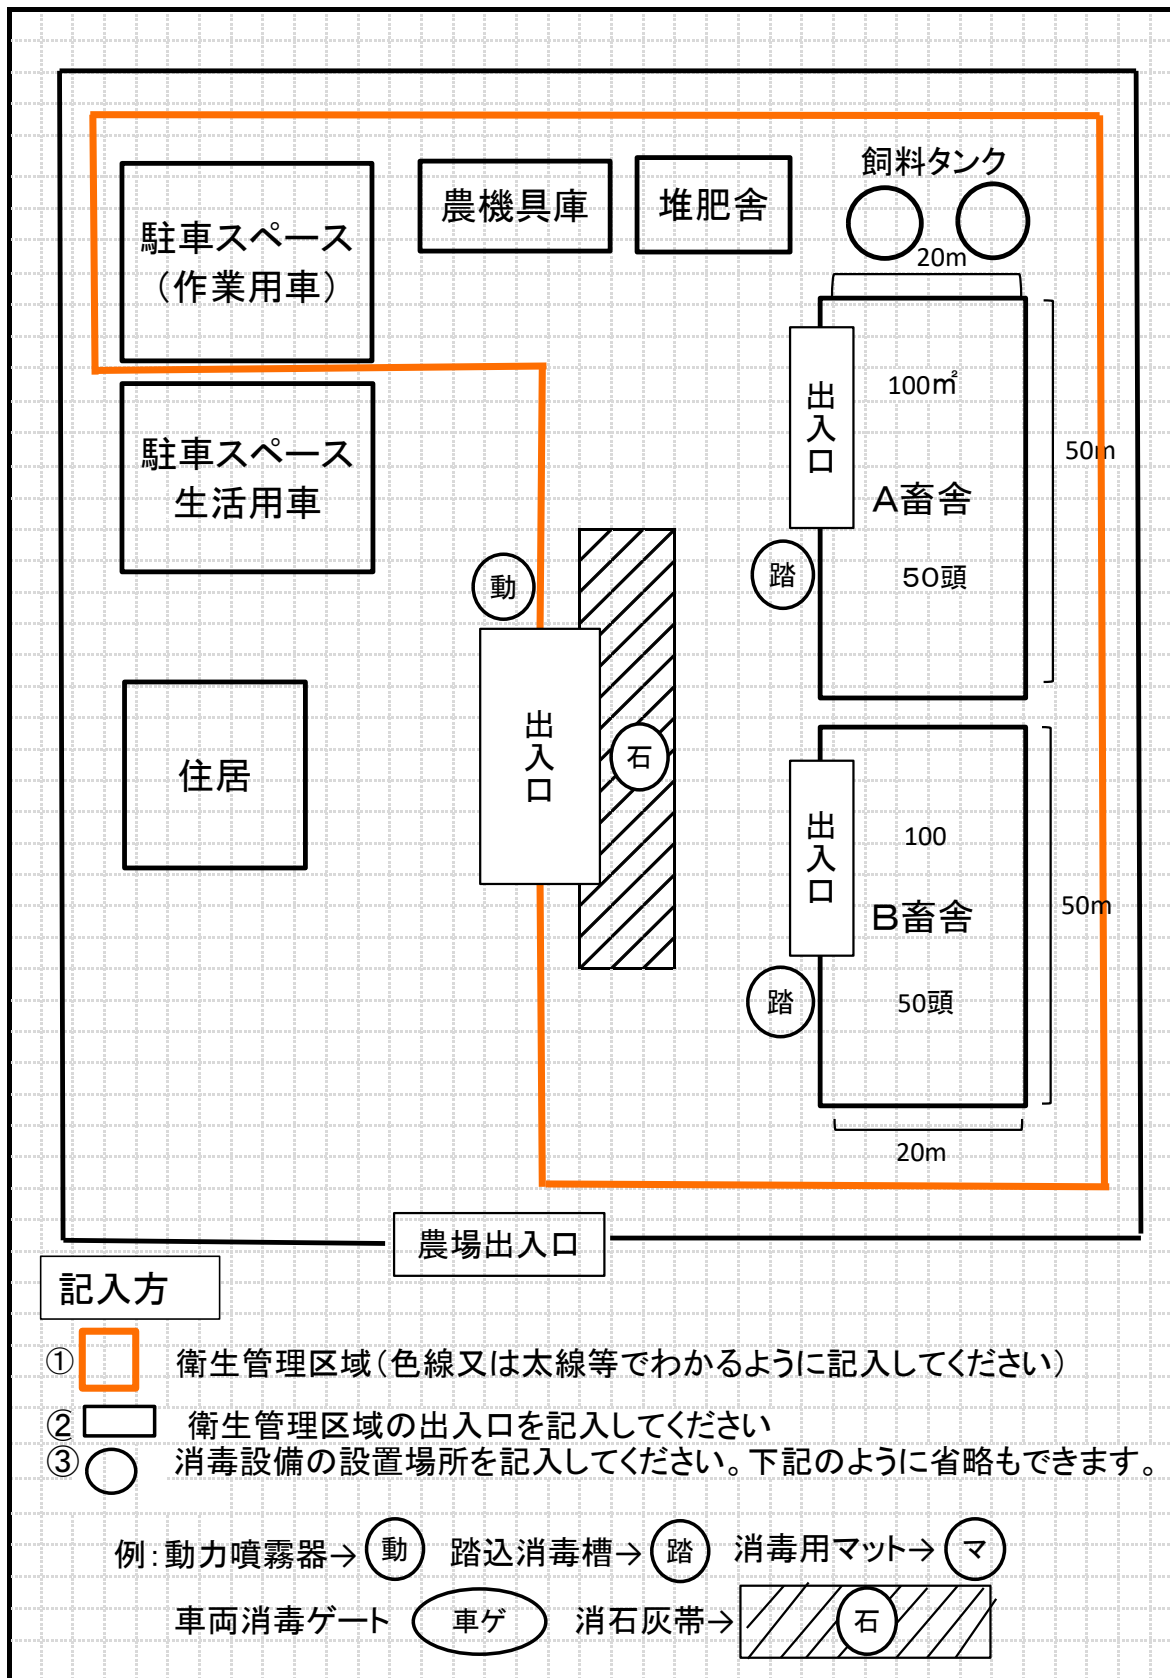 飼料タンク
農機具庫
堆肥舎
駐車スペース
（作業用車）
20m
出入口
100㎡
50m
駐車スペース
生活用車
A畜舎
動
踏
50頭
出入口
石
住居
出入口
100
B畜舎
50m
踏
50頭
20m
農場出入口
記入方
① 衛生管理区域（色線又は太線等でわかるように記入してください）
② 衛生管理区域の出入口を記入してください
③ 消毒設備の設置場所を記入してください。下記のように省略もできます。
例：動力噴霧器→動 踏込消毒槽→踏 消毒用マット→マ
車両消毒ゲート 車ゲ 消石灰帯→石